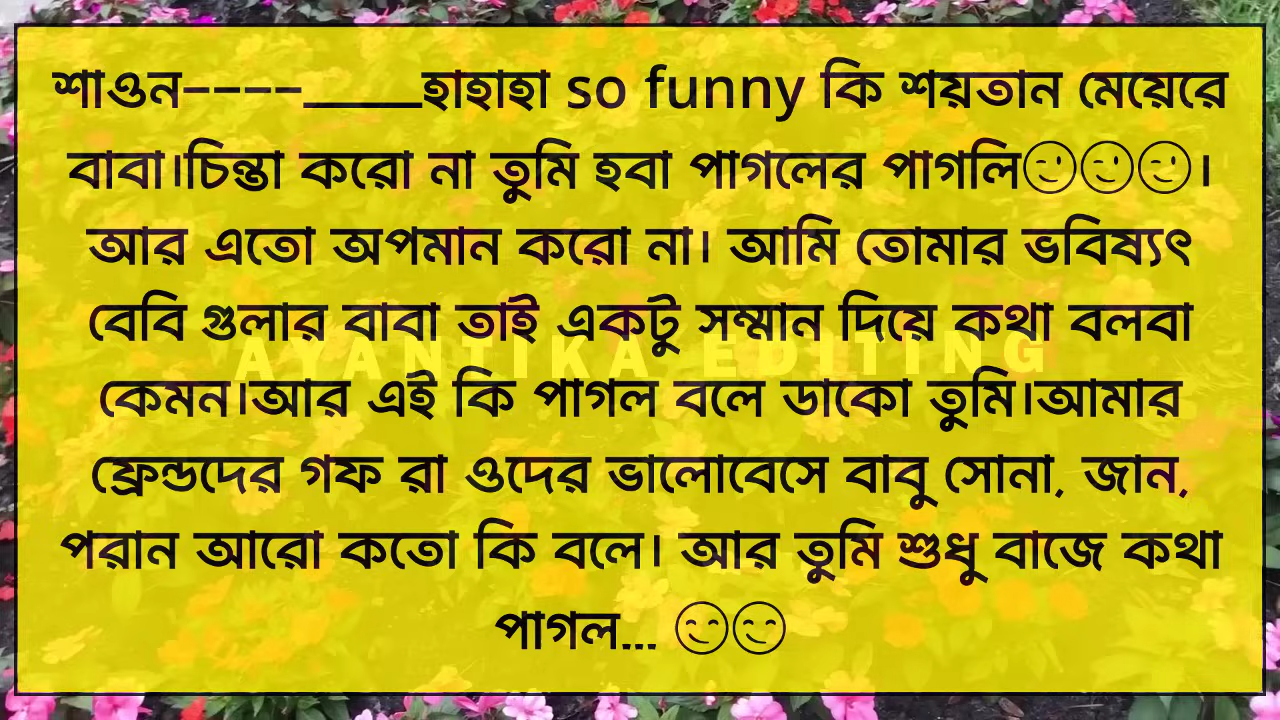 শাওন----_____হাহাহা so funny কি শয়তান মেয়েরে
বাবা।চিন্তা করো না তুমি হবা পাগলের পাগলি😉😉😉।
আর এতো অপমান করো না। আমি তোমার ভবিষ্যৎ
বেবি গুলার বাবা তাই একটু সম্মান দিয়ে কথা বলবা
AYANTIKA EDITING
কেমন।আর এই কি পাগল বলে ডাকো তুমি।আমার
ফ্রেন্ডদের গফ রা ওদের ভালোবেসে বাবু সোনা, জান,
পরান আরো কতো কি বলে। আর তুমি শুধু বাজে কথা
পাগল... 😊😊